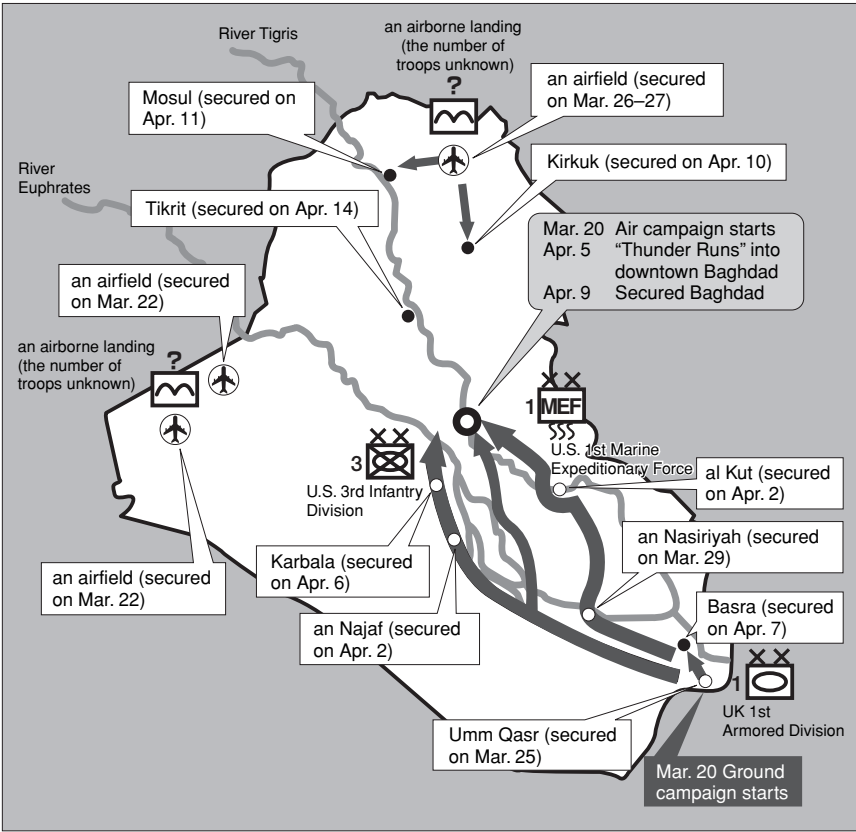 River Tigris
an airborne landing
(the number of
troops unknown)
?
an airfield (secured
on Mar. 26–27)
Mosul (secured on
Apr. 11)
Kirkuk (secured on Apr. 10)
River
Euphrates
Tikrit (secured on Apr. 14)
Mar. 20 Air campaign starts
Apr. 5 “Thunder Runs” into
downtown Baghdad
Apr. 9 Secured Baghdad
an airfield (secured
on Mar. 22)
an airborne landing
(the number of
troops unknown)
?
1 MEF
U.S. 1st Marine
Expeditionary Force
3
U.S. 3rd Infantry
Division
al Kut (secured
on Apr. 2)
an Nasiriyah (secured
on Mar. 29)
Karbala (secured
on Apr. 6)
an airfield (secured
on Mar. 22)
Basra (secured
on Apr. 7)
an Najaf (secured
on Apr. 2)
1
UK 1st
Armored Division
Umm Qasr (secured
on Mar. 25)
Mar. 20 Ground
campaign starts